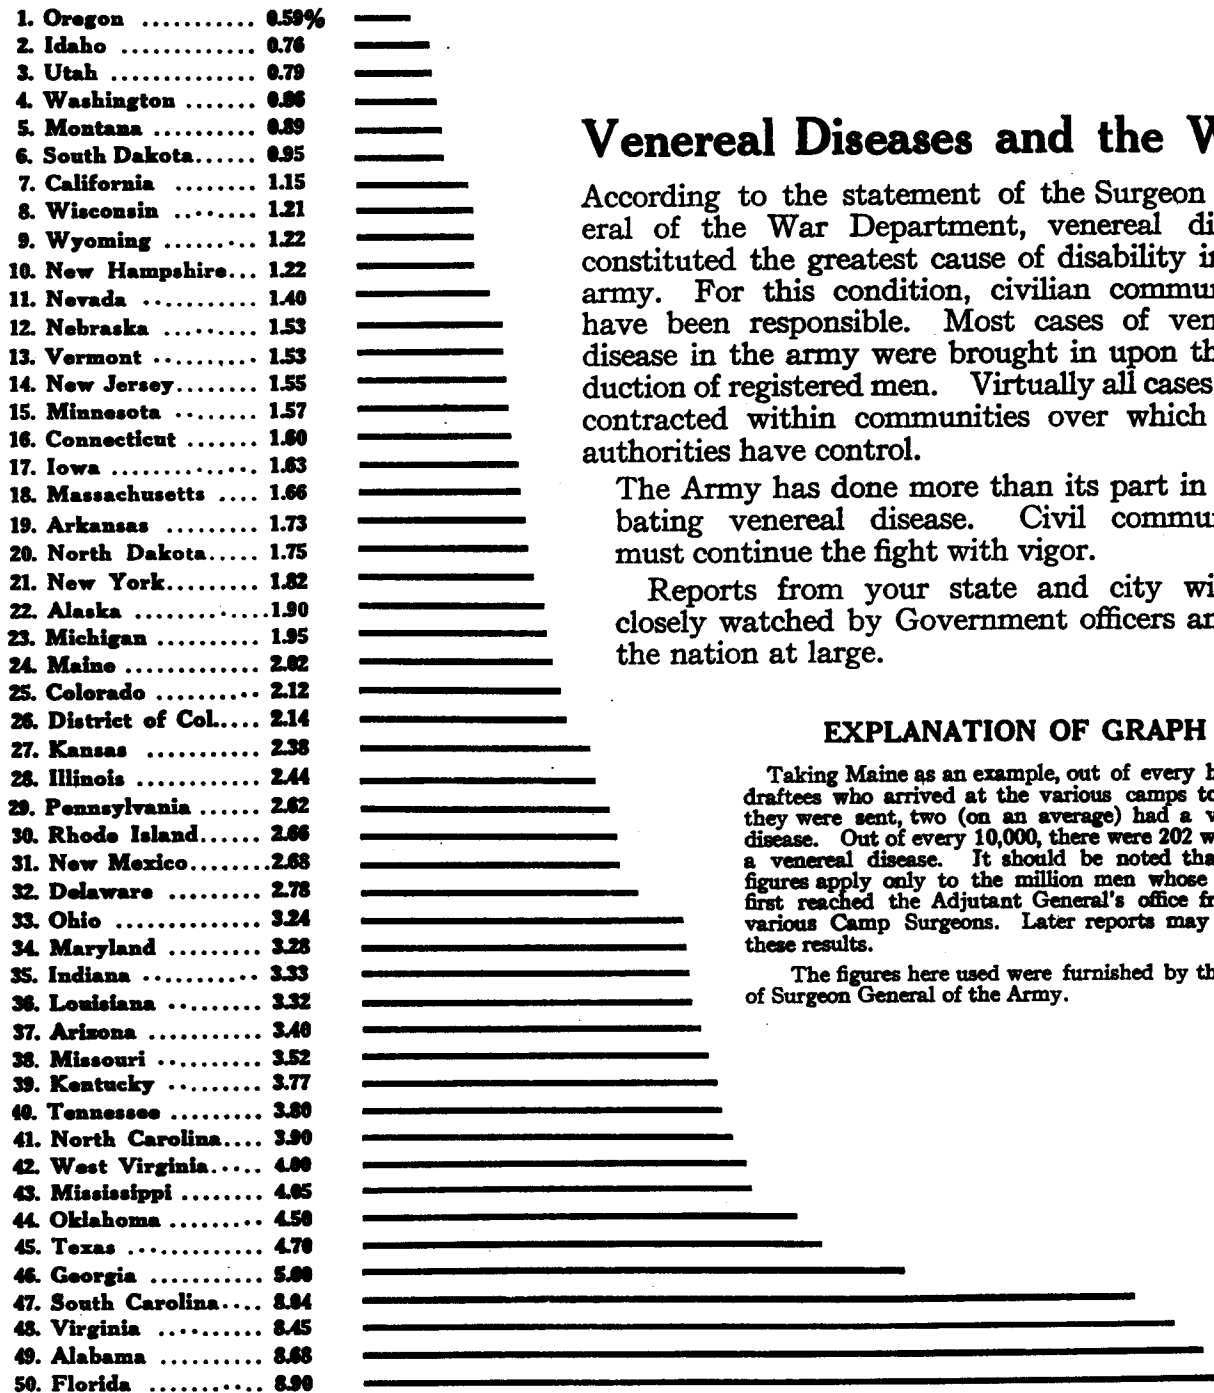 1. Oregon ........... 0.59%
2. Idaho ............. 0.76
3. Utah .............. 0.79
4. Washington ....... 0.86
5. Montana .......... 0.89
6. South Dakota...... 0.95
7. California ........ 1.15
8. Wisconsin ........ 1.21
9. Wyoming ......... 1.22
10. New Hampshire... 1.22
11. Nevada ........... 1.40
12. Nebraska ......... 1.53
13. Vermont .......... 1.53
14. New Jersey........ 1.55
15. Minnesota ........ 1.57
16. Connecticut ....... 1.60
17. Iowa .............. 1.63
18. Massachusetts .... 1.66
19. Arkansas ......... 1.73
20. North Dakota..... 1.75
21. New York......... 1.82
22. Alaska ............1.90
23. Michigan ......... 1.95
24. Maine ............ 2.02
25. Colorado .......... 2.12
26. District of Col..... 2.14
27. Kansas ........... 2.38
28. Illinois ............ 2.44
29. Pennsylvania ...... 2.62
30. Rhode Island...... 2.66
31. New Mexico........2.68
32. Delaware ......... 2.78
33. Ohio .............. 3.24
34. Maryland ......... 3.28
35. Indiana ........... 3.33
36. Louisiana ......... 3.32
37. Arizona ........... 3.40
38. Missouri .......... 3.52
39. Kentucky ......... 3.77
40. Tennessee ......... 3.80
41. North Carolina.... 3.90
42. West Virginia..... 4.00
43. Mississippi ........ 4.05
44. Oklahoma ......... 4.50
45. Texas ............. 4.70
46. Georgia ........... 5.00
47. South Carolina.... 8.04
48. Virginia .......... 8.45
49. Alabama .......... 8.68
50. Florida ........... 8.90
Venereal Diseases and the W
According to the statement of the Surgeon
eral of the War Department, venereal di
constituted the greatest cause of disability i
army. For this condition, civilian commu
have been responsible. Most cases of ven
disease in the army were brought in upon th
duction of registered men. Virtually all cases
contracted within communities over which
authorities have control.
The Army has done more than its part in
bating venereal disease. Civil commu
must continue the fight with vigor.
Reports from your state and city wi
closely watched by Government officers an
the nation at large.
EXPLANATION OF GRAPH
Taking Maine as an example, out of every h
draftees who arrived at the various camps to
they were sent, two (on an average) had a v
disease. Out of every 10,000, there were 202 w
a venereal disease. It should be noted tha
figures apply only to the million men whose
first reached the Adjutant General's office fr
various Camp Surgeons. Later reports may
these results.
The figures here used were furnished by th
of Surgeon General of the Army.